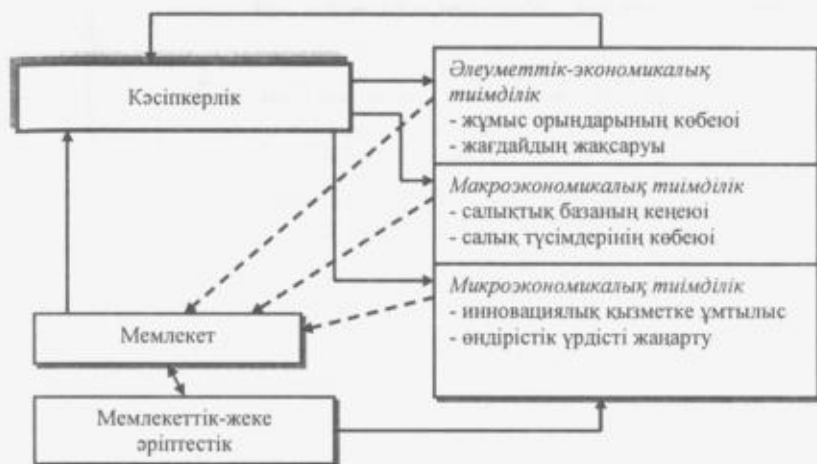 Кәсіпкерлік
Әлеуметтік-экономикалық
тиімділік
- жұмыс орындарының көбеюі
- жағдайдың жақсаруы
Макроэкономикалық тиімділік
- салықтық базаның кеңеюі
- салық түсімдерінің көбеюі
Микроэкономикалық тиімділік
- инновациялық қызметке ұмтылыс
- өңдірістік үрдісті жаңарту
Мемлекет
Мемлекеттік-жеке
әріптестік